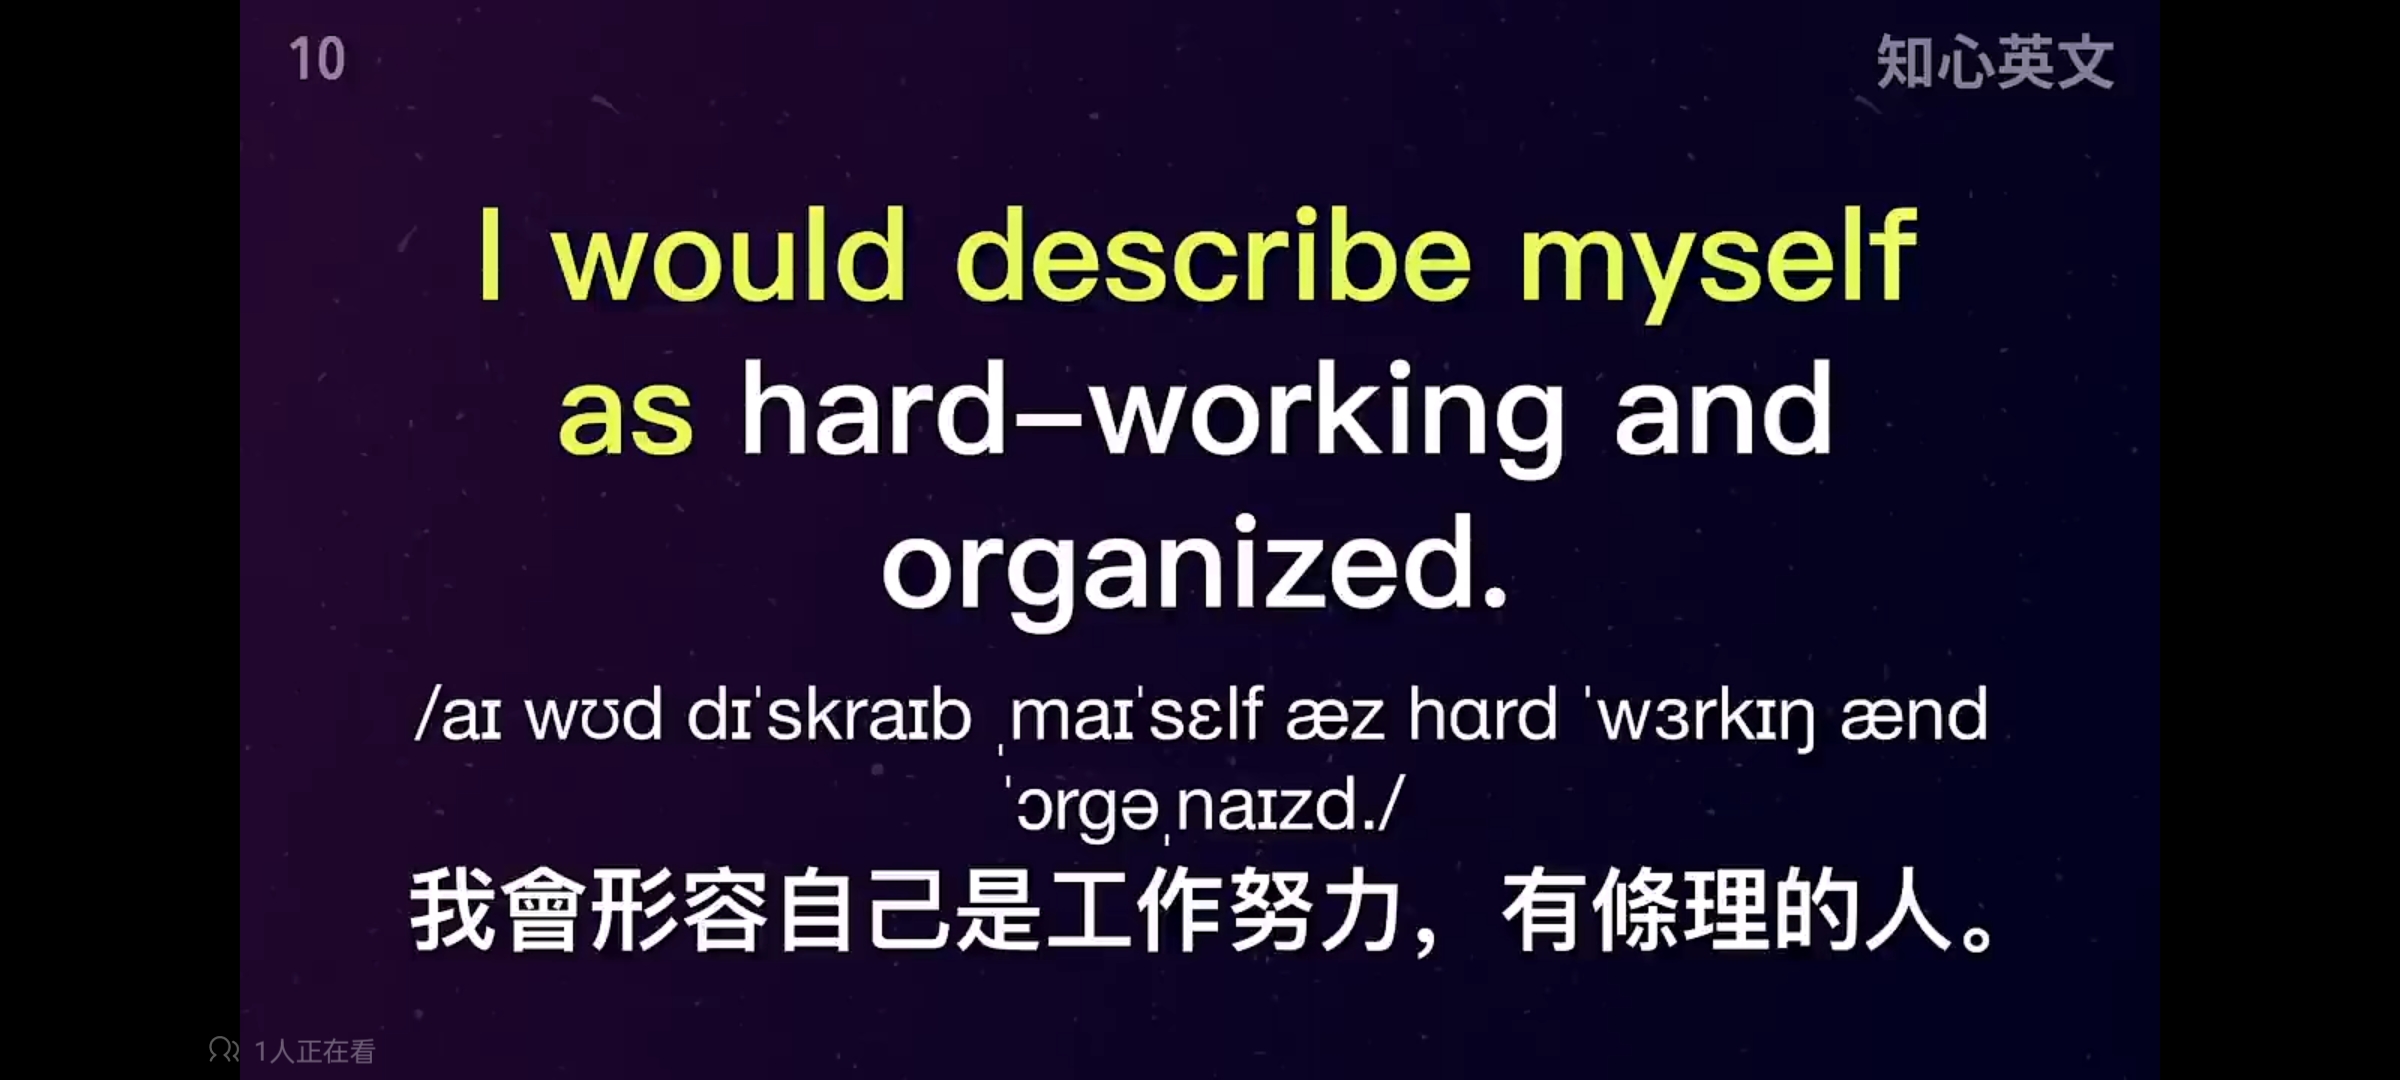 10
知心英文
I would describe myself
as hard-working and
organized.
/aɪ wʊd dɪˈskraɪb ˌmaɪˈsɛlf æz hɑrd ˈwɜrkɪŋ ænd
ˈɔrgəˌnaɪzd./
我會形容自己是工作努力，有條理的人。
1人正在看